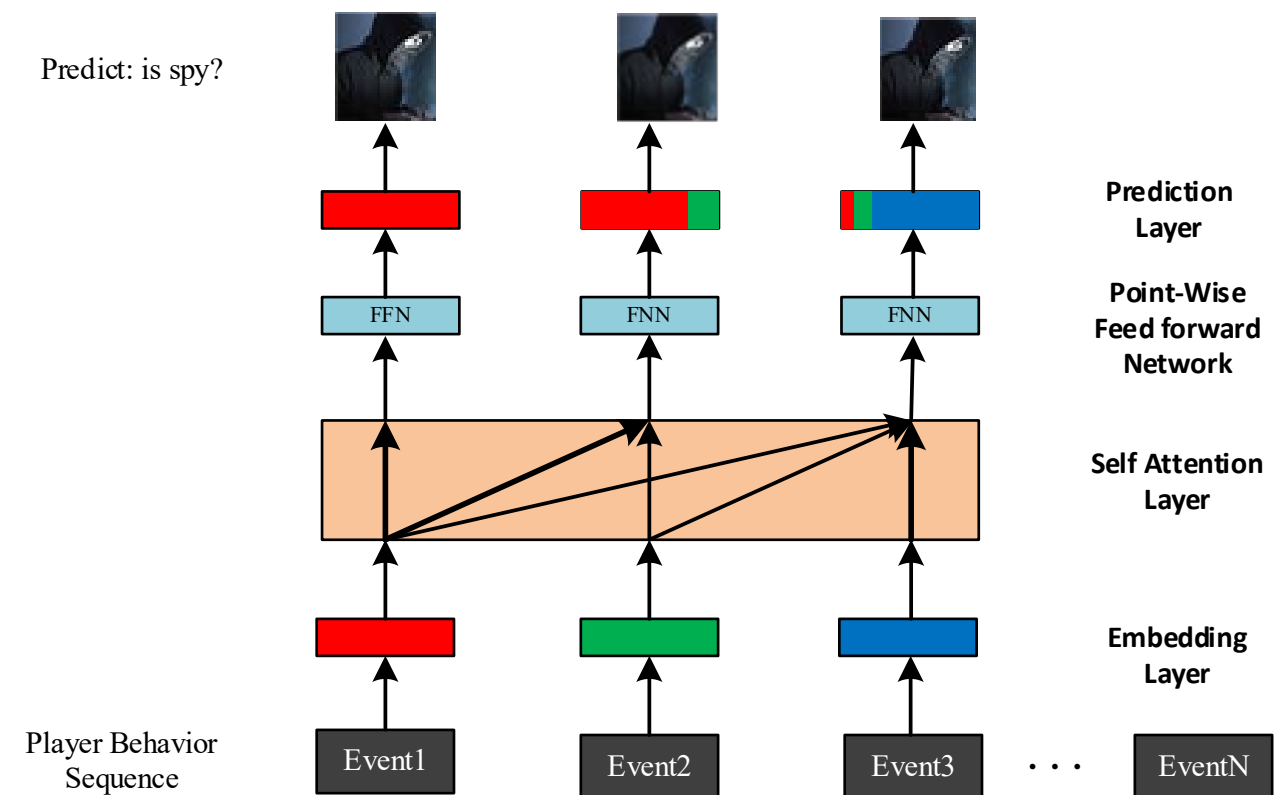 Predict: is spy?
Prediction
Layer
FFN
FNN
FNN
Point-Wise
Feed forward
Network
Self Attention
Layer
Embedding
Layer
Player Behavior
Sequence
Event1
Event2
Event3
. . .
EventN